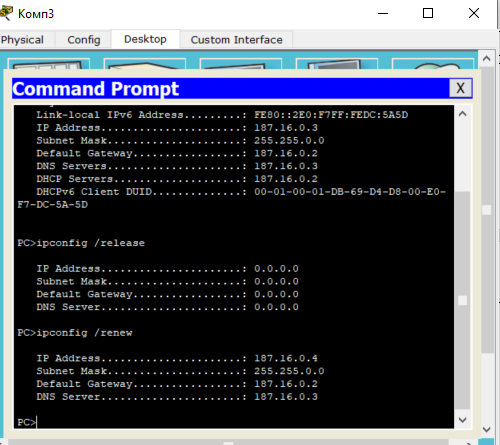 Комп3
Physical Config Desktop Custom Interface
Command Prompt X
Link-local IPv6 Address.........: FE80::2E0:F7FF:FEDC:5A5D
IP Address......................: 187.16.0.3
Subnet Mask.....................: 255.255.0.0
Default Gateway.................: 187.16.0.2
DNS Servers.....................: 187.16.0.3
DHCP Servers....................: 187.16.0.2
DHCPv6 Client DUID..............: 00-01-00-01-DB-69-D4-D8-00-E0-
F7-DC-5A-5D
PC>ipconfig /release
IP Address......................: 0.0.0.0
Subnet Mask.....................: 0.0.0.0
Default Gateway.................: 0.0.0.0
DNS Server......................: 0.0.0.0
PC>ipconfig /renew
IP Address......................: 187.16.0.4
Subnet Mask.....................: 255.255.0.0
Default Gateway.................: 187.16.0.2
DNS Server......................: 187.16.0.3
PC>